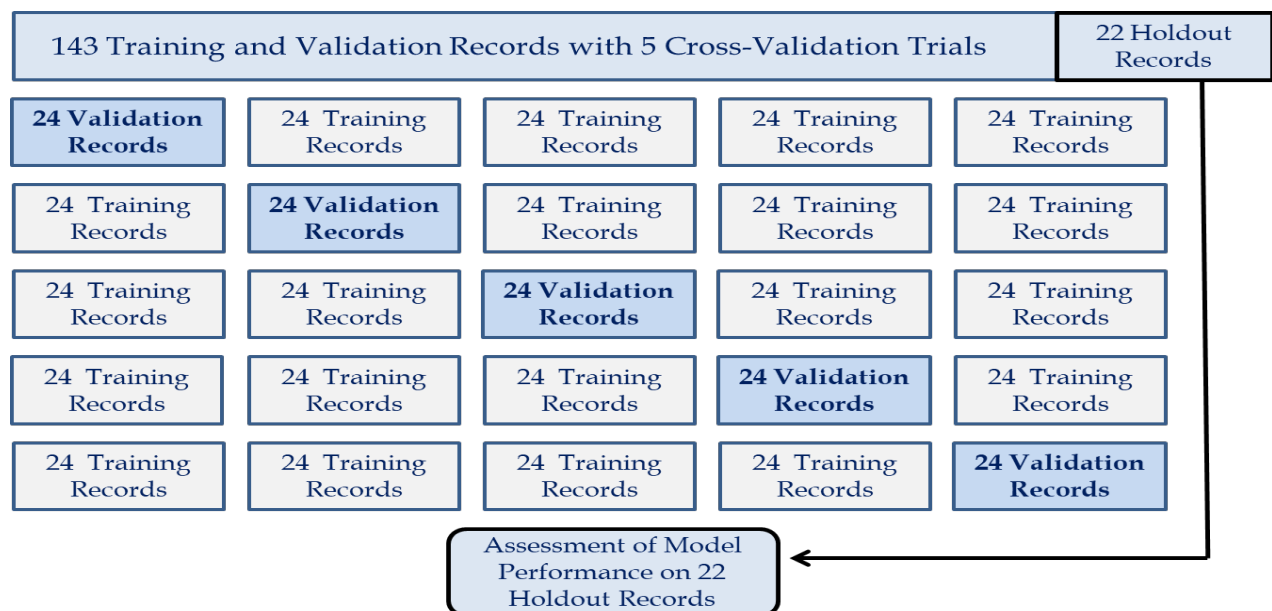 143 Training and Validation Records with 5 Cross-Validation Trials
22 Holdout
Records
24 Validation
Records
24 Training
Records
24 Training
Records
24 Training
Records
24 Training
Records
24 Training
Records
24 Validation
Records
24 Training
Records
24 Training
Records
24 Training
Records
24 Training
Records
24 Training
Records
24 Validation
Records
24 Training
Records
24 Training
Records
24 Training
Records
24 Training
Records
24 Training
Records
24 Validation
Records
24 Training
Records
24 Training
Records
24 Training
Records
24 Training
Records
24 Training
Records
24 Validation
Records
Assessment of Model
Performance on 22
Holdout Records